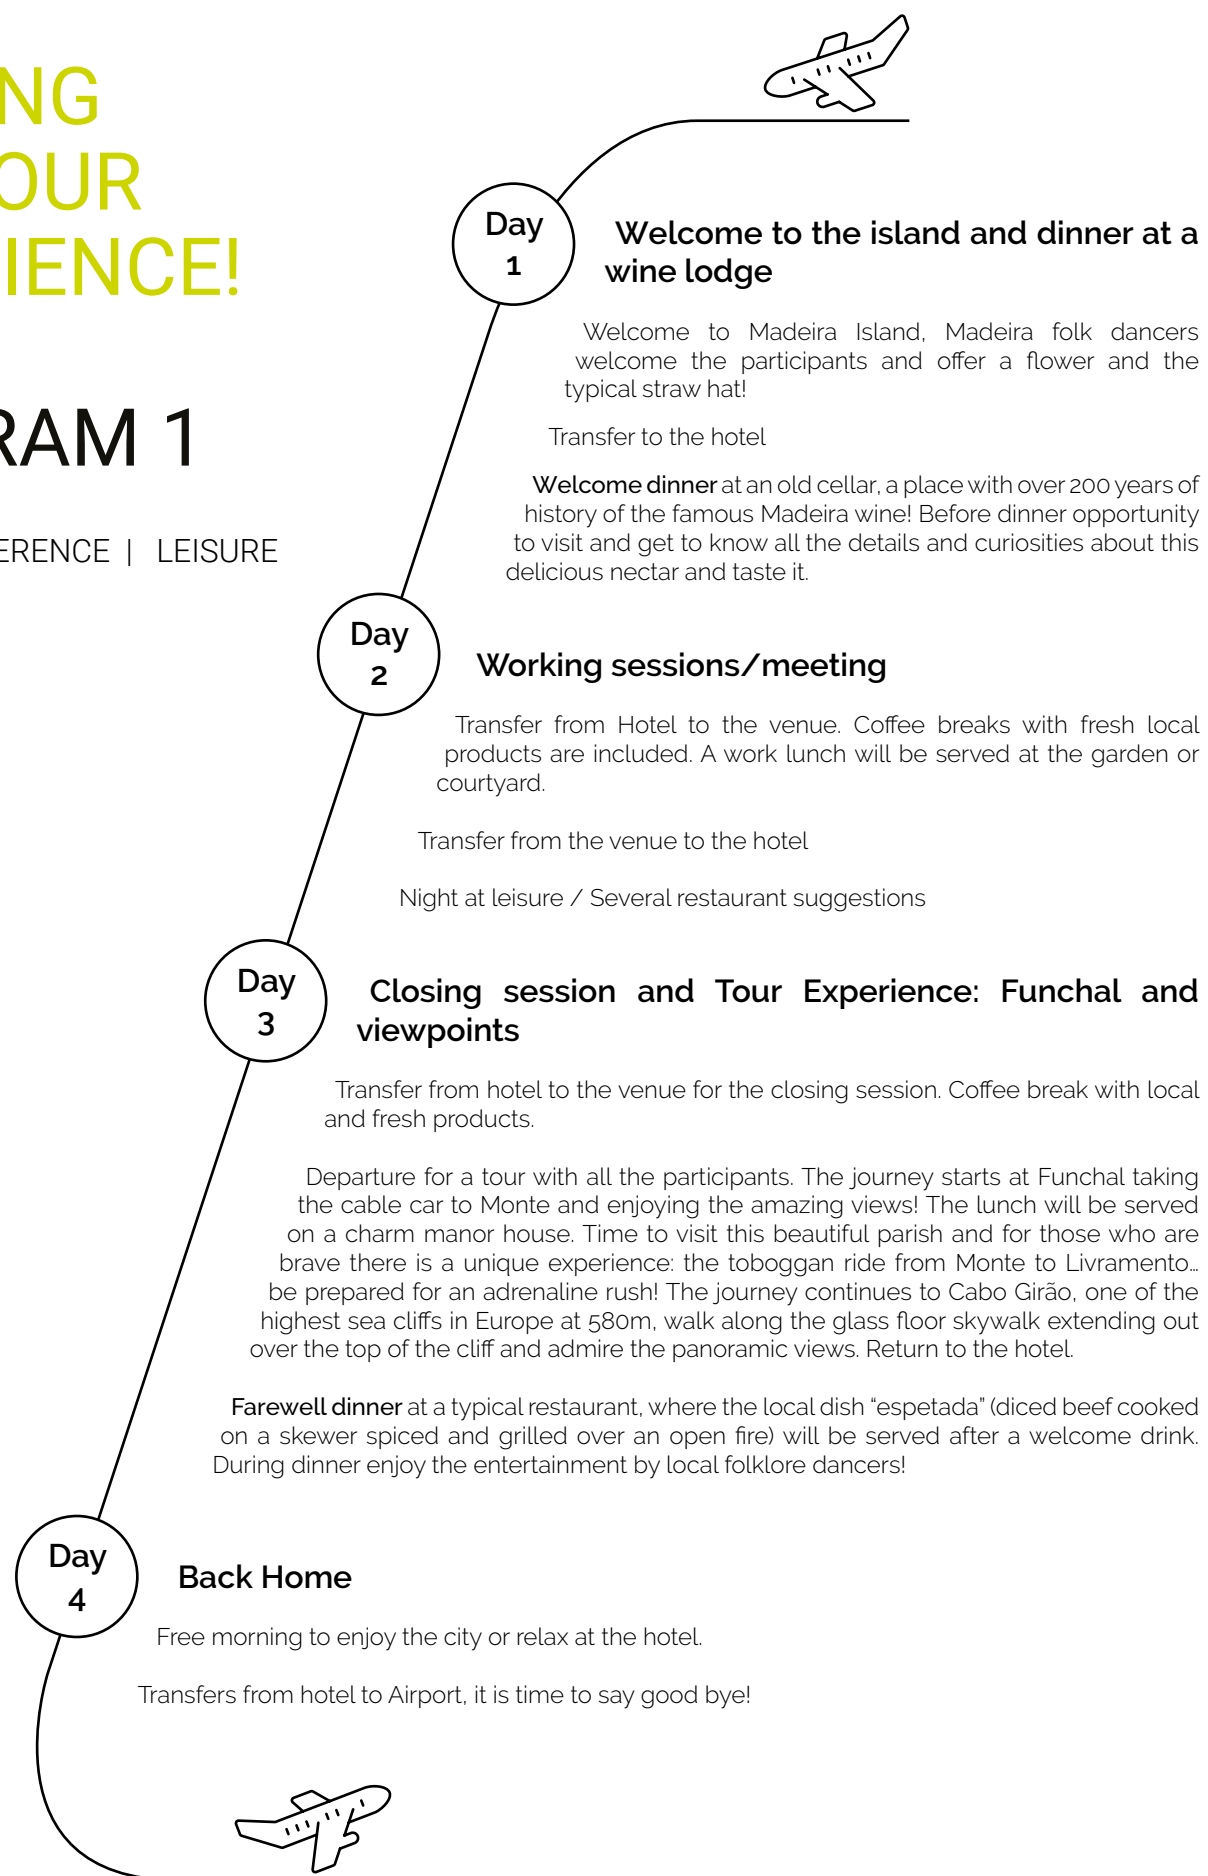 NG
OUR
IENCE!
RAM 1
ERENCE | LEISURE
Day
1
Welcome to the island and dinner at a
wine lodge
Welcome to Madeira Island, Madeira folk dancers
welcome the participants and offer a flower and the
typical straw hat!
Transfer to the hotel
Welcome dinner at an old cellar, a place with over 200 years of
history of the famous Madeira wine! Before dinner opportunity
to visit and get to know all the details and curiosities about this
delicious nectar and taste it.
Day
2
Working sessions/meeting
Transfer from Hotel to the venue. Coffee breaks with fresh local
products are included. A work lunch will be served at the garden or
courtyard.
Transfer from the venue to the hotel
Night at leisure / Several restaurant suggestions
Day
3
Closing session and Tour Experience: Funchal and
viewpoints
Transfer from hotel to the venue for the closing session. Coffee break with local
and fresh products.
Departure for a tour with all the participants. The journey starts at Funchal taking
the cable car to Monte and enjoying the amazing views! The lunch will be served
on a charm manor house. Time to visit this beautiful parish and for those who are
brave there is a unique experience: the toboggan ride from Monte to Livramento…
be prepared for an adrenaline rush! The journey continues to Cabo Girão, one of the
highest sea cliffs in Europe at 580m, walk along the glass floor skywalk extending out
over the top of the cliff and admire the panoramic views. Return to the hotel.
Farewell dinner at a typical restaurant, where the local dish “espetada” (diced beef cooked
on a skewer spiced and grilled over an open fire) will be served after a welcome drink.
During dinner enjoy the entertainment by local folklore dancers!
Day
4
Back Home
Free morning to enjoy the city or relax at the hotel.
Transfers from hotel to Airport, it is time to say good bye!